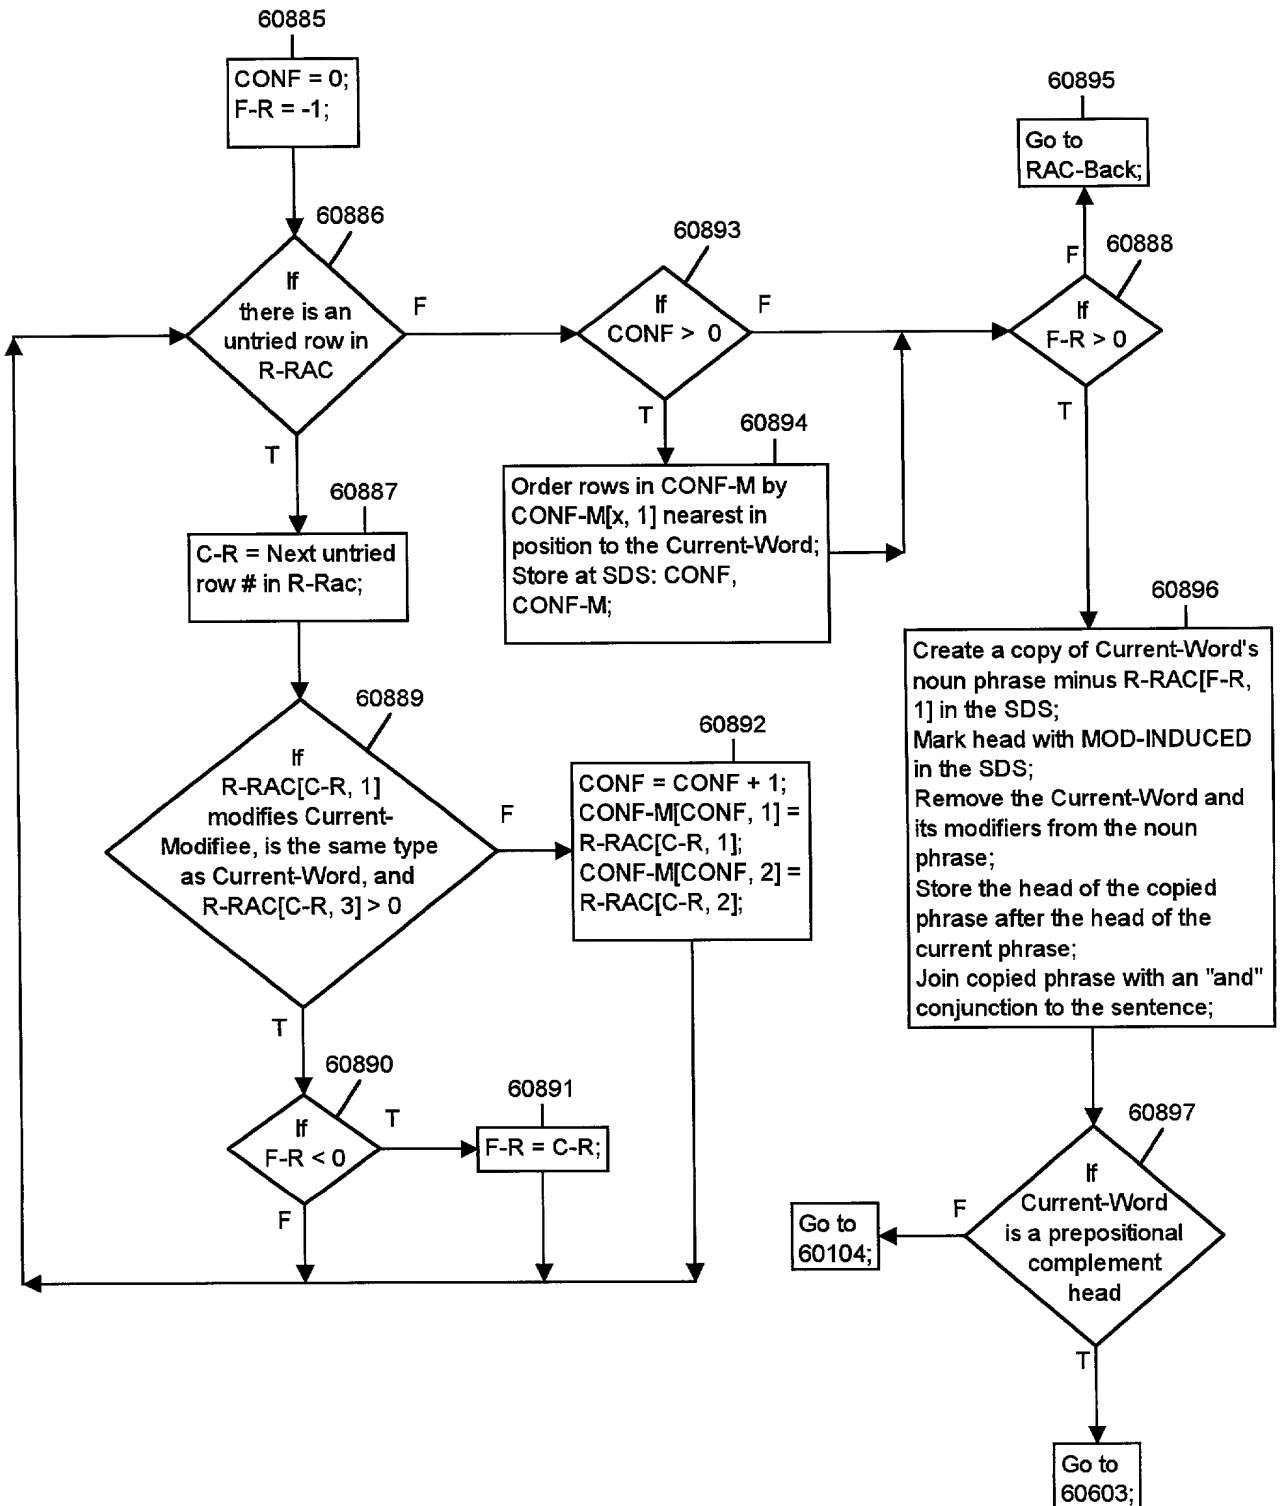 60885
CONF = 0;
F-R = -1;
60886
If
there is an
untried row in
R-RAC
F
T
60893
If
CONF > 0
F
T
60895
Go to
RAC-Back;
F
60888
If
F-R > 0
T
60894
Order rows in CONF-M by
CONF-M[x, 1] nearest in
position to the Current-Word;
Store at SDS: CONF,
CONF-M;
60887
C-R = Next untried
row # in R-Rac;
60889
If
R-RAC[C-R, 1]
modifies Current-
Modifiee, is the same type
as Current-Word, and
R-RAC[C-R, 3] > 0
F
T
60892
CONF = CONF + 1;
CONF-M[CONF, 1] =
R-RAC[C-R, 1];
CONF-M[CONF, 2] =
R-RAC[C-R, 2];
60896
Create a copy of Current-Word's
noun phrase minus R-RAC[F-R,
1] in the SDS;
Mark head with MOD-INDUCED
in the SDS;
Remove the Current-Word and
its modifiers from the noun
phrase;
Store the head of the copied
phrase after the head of the
current phrase;
Join copied phrase with an "and"
conjunction to the sentence;
60890
If
F-R < 0
T
F
60891
F-R = C-R;
60897
If
Current-Word
is a prepositional
complement
head
F
T
Go to
60104;
Go to
60603;